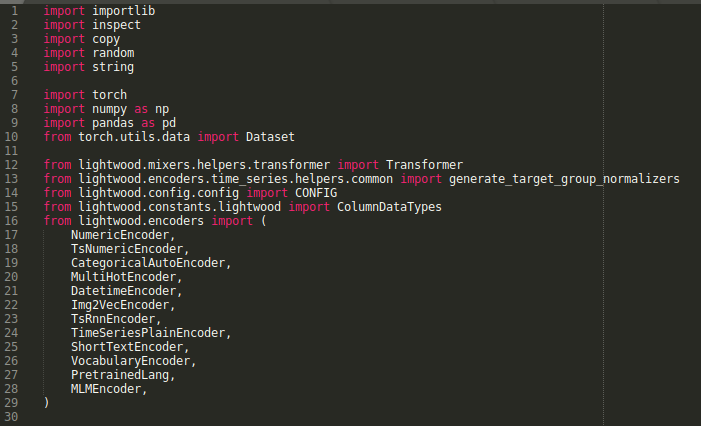 1 import importlib
2 import inspect
3 import copy
4 import random
5 import string
6
7 import torch
8 import numpy as np
9 import pandas as pd
10 from torch.utils.data import Dataset
11
12 from lightwood.mixers.helpers.transformer import Transformer
13 from lightwood.encoders.time_series.helpers.common import generate_target_group_normalizers
14 from lightwood.config.config import CONFIG
15 from lightwood.constants.lightwood import ColumnDataTypes
16 from lightwood.encoders import (
17     NumericEncoder,
18     TsNumericEncoder,
19     CategoricalAutoEncoder,
20     MultiHotEncoder,
21     DatetimeEncoder,
22     Img2VecEncoder,
23     TsRnnEncoder,
24     TimeSeriesPlainEncoder,
25     ShortTextEncoder,
26     VocabularyEncoder,
27     PretrainedLang,
28     MLMEncoder,
29 )
30